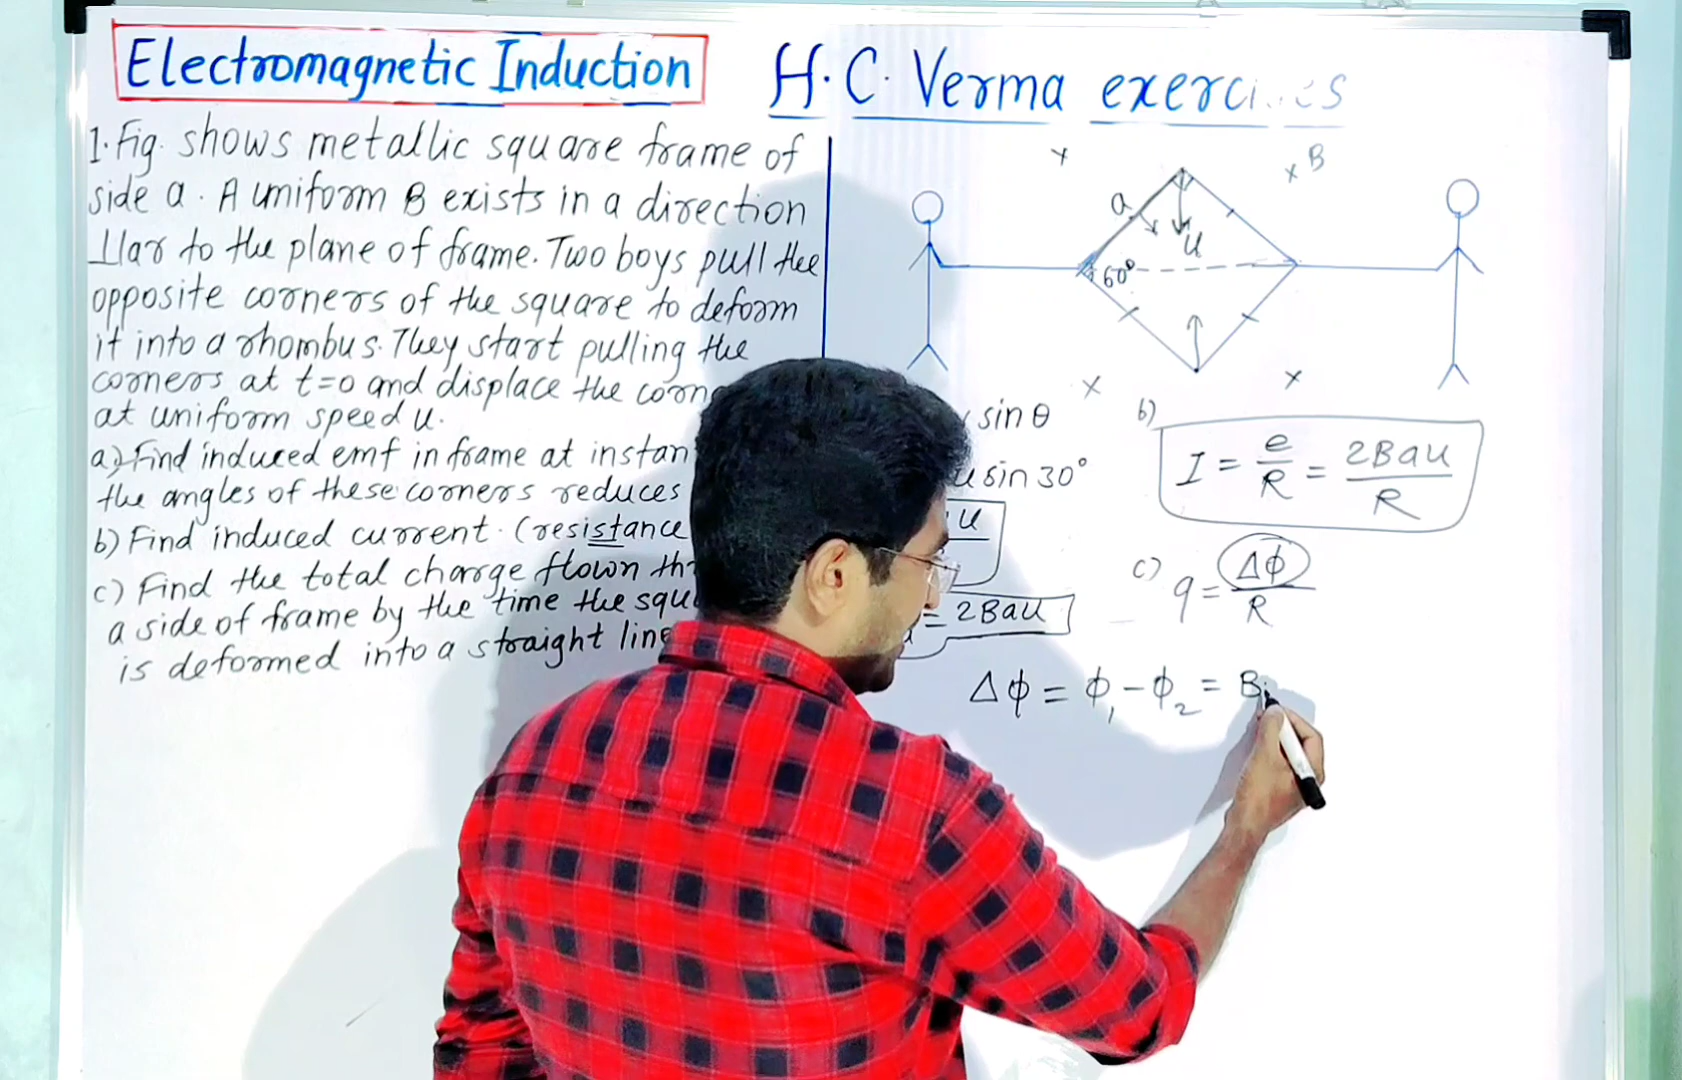 Electromagnetic Induction
H.C. Verma exerc
1. Fig. shows metallic square frame of
side a. A uniform B exists in a direction
⊥lar to the plane of frame. Two boys pull the
opposite corners of the square to deform
it into a rhombus. They start pulling the
corners at t=0 and displace the corn
at uniform speed u.
a) Find induced emf in frame at instan
the angles of these corners reduces
b) Find induced current. (resistance
c) Find the total charge flown th
a side of frame by the time the squ
is deformed into a straight line
x
x B
a
u
60°
x
x
sin θ
u sin 30°
u
= 2Bau
b)
I = e/R = 2Bau/R
c) q = Δϕ/R
Δϕ = ϕ₁ - ϕ₂ = B